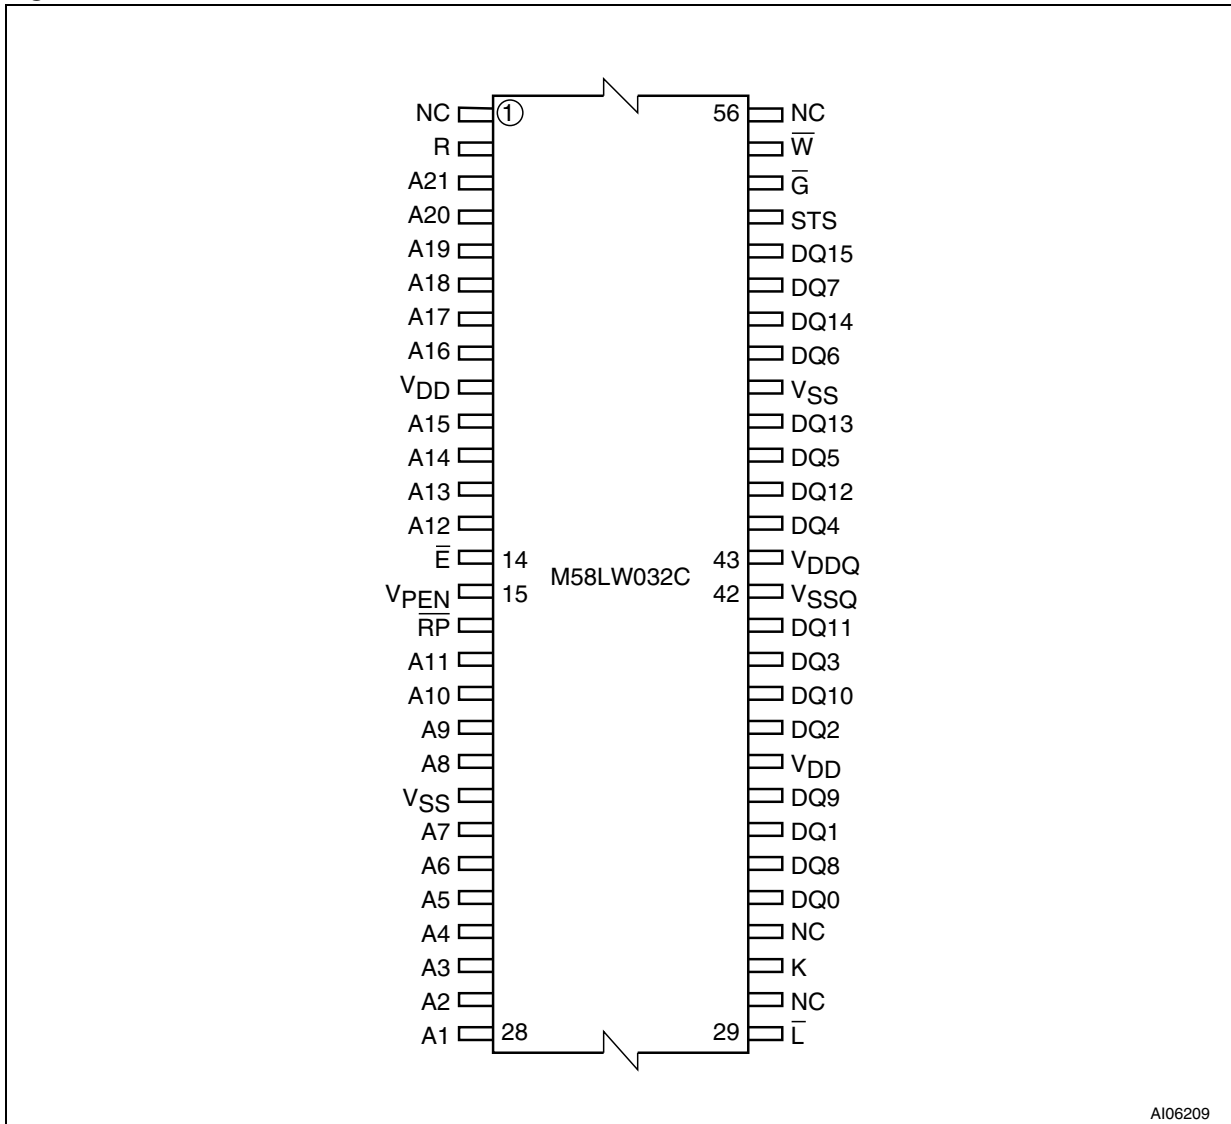 NC ① 56 NC
R W̅
A21 G̅
A20 STS
A19 DQ15
A18 DQ7
A17 DQ14
A16 DQ6
VDD VSS
A15 DQ13
A14 DQ5
A13 DQ12
A12 DQ4
E̅ 14 43 VDDQ
M58LW032C
VPEN 15 42 VSSQ
R̅P̅ DQ11
A11 DQ3
A10 DQ10
A9 DQ2
A8 VDD
VSS DQ9
A7 DQ1
A6 DQ8
A5 DQ0
A4 NC
A3 K
A2 NC
A1 28 29 L̅
AI06209